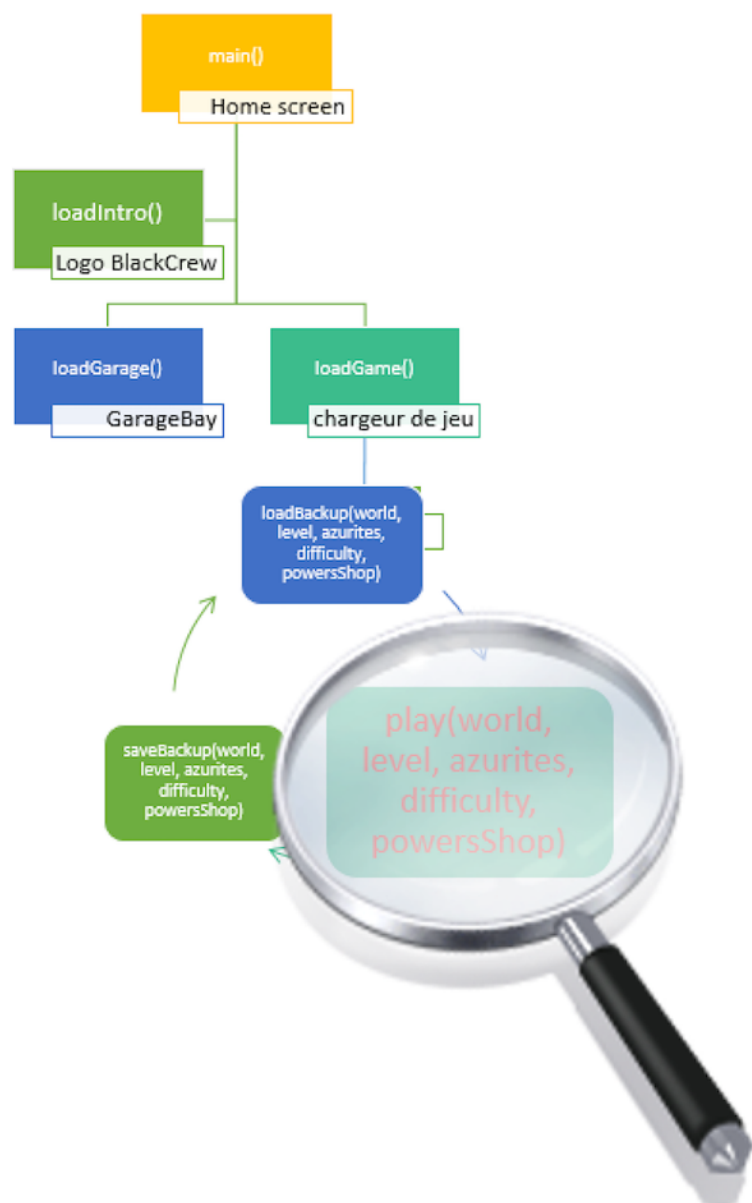 main()
Home screen
loadIntro()
Logo BlackCrew
loadGarage()
GarageBay
loadGame()
chargeur de jeu
loadBackup(world,
level, azurites,
difficulty,
powersShop)
play(world,
level, azurites,
difficulty,
powersShop)
saveBackup(world,
level, azurites,
difficulty,
powersShop)